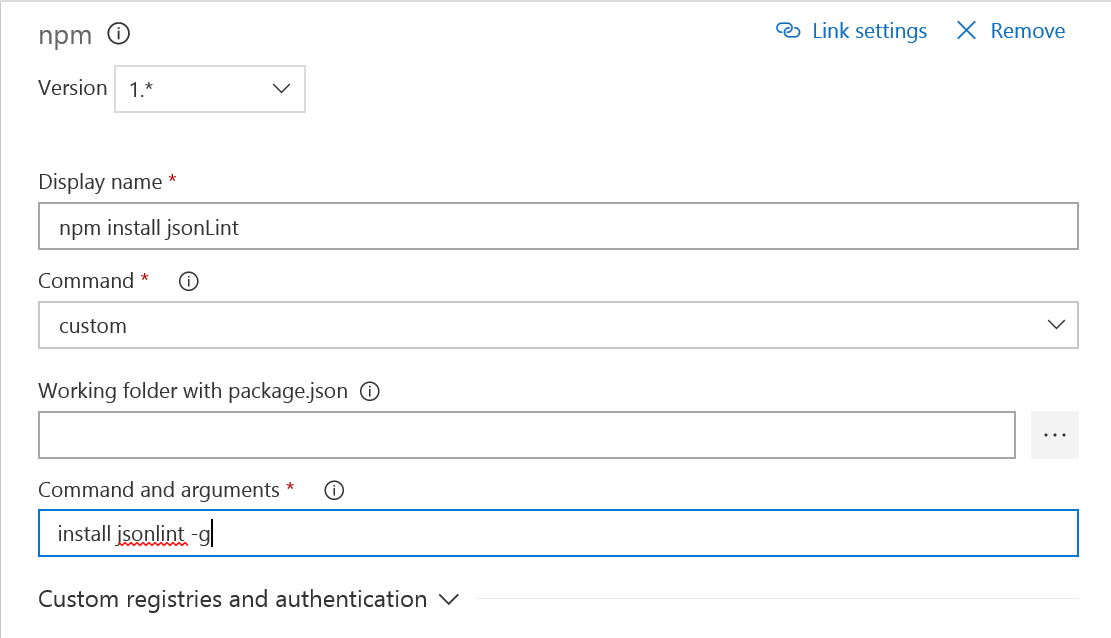 npm
Link settings
Remove
Version 1.*
Display name *
npm install jsonLint
Command *
custom
Working folder with package.json
...
Command and arguments *
install jsonlint -g
Custom registries and authentication